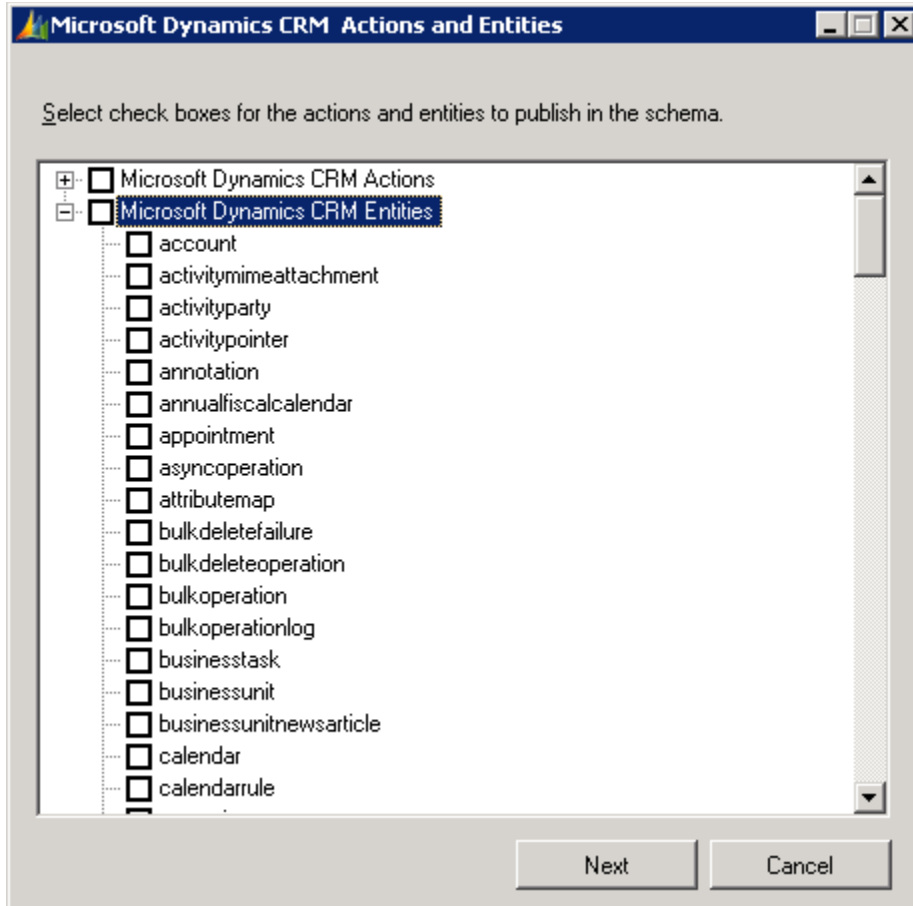 Microsoft Dynamics CRM Actions and Entities
Select check boxes for the actions and entities to publish in the schema.
Microsoft Dynamics CRM Actions
Microsoft Dynamics CRM Entities
account
activitymimeattachment
activityparty
activitypointer
annotation
annualfiscalcalendar
appointment
asyncoperation
attributemap
bulkdeletefailure
bulkdeleteoperation
bulkoperation
bulkoperationlog
businesstask
businessunit
businessunitnewsarticle
calendar
calendarrule
Next Cancel